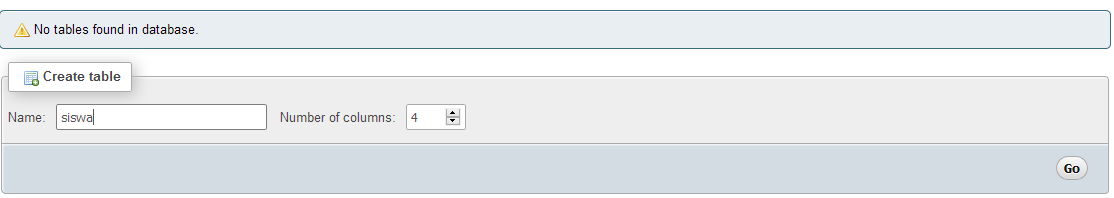 No tables found in database.
Create table
Name: siswa Number of columns: 4
Go